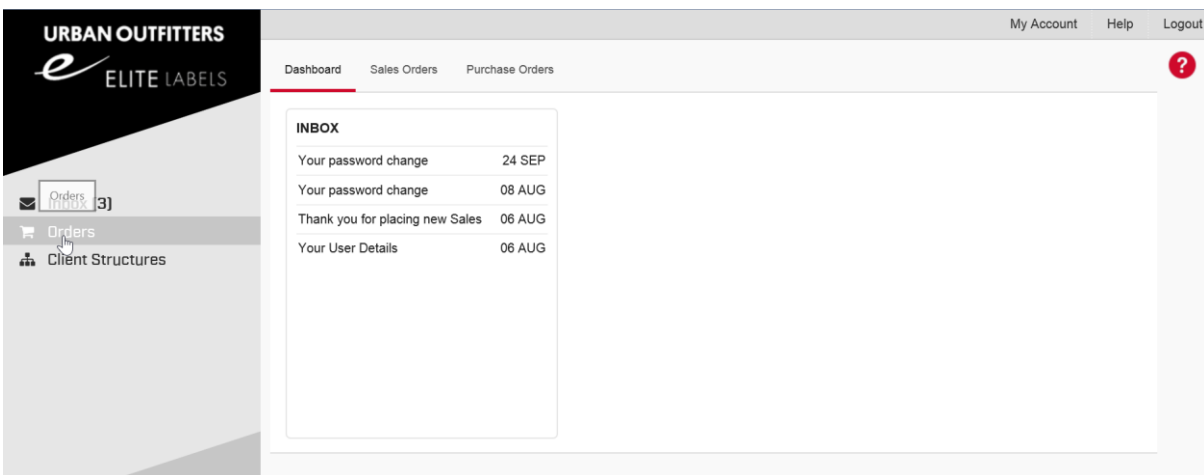 URBAN OUTFITTERS
e
ELITE LABELS
My Account Help Logout
Dashboard Sales Orders Purchase Orders
?
INBOX
Your password change 24 SEP
Your password change 08 AUG
Thank you for placing new Sales 06 AUG
Your User Details 06 AUG
Orders
Inbox (3)
Orders
Client Structures